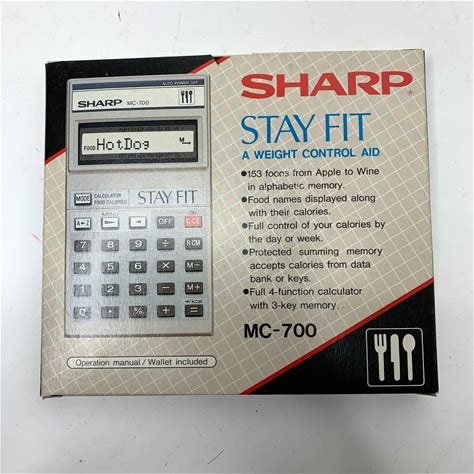 AUTO POWER OFF
SHARP MC-700
FOOD HotDog M
MODE CALCULATOR
FOOD CALORIES
STAY FIT
MENU ON
A-Z OFF C·CE
7 8 9 ÷ R·CM
4 5 6 × M-
1 2 3 - M+
0 • % + =
Operation manual / Wallet included
SHARP®
STAY FIT
A WEIGHT CONTROL AID
●153 foods from Apple to Wine
in alphabetic memory.
●Food names displayed along
with their calories.
●Full control of your calories by
the day or week.
●Protected summing memory
accepts calories from data
bank or keys.
●Full 4-function calculator
with 3-key memory.
MC-700